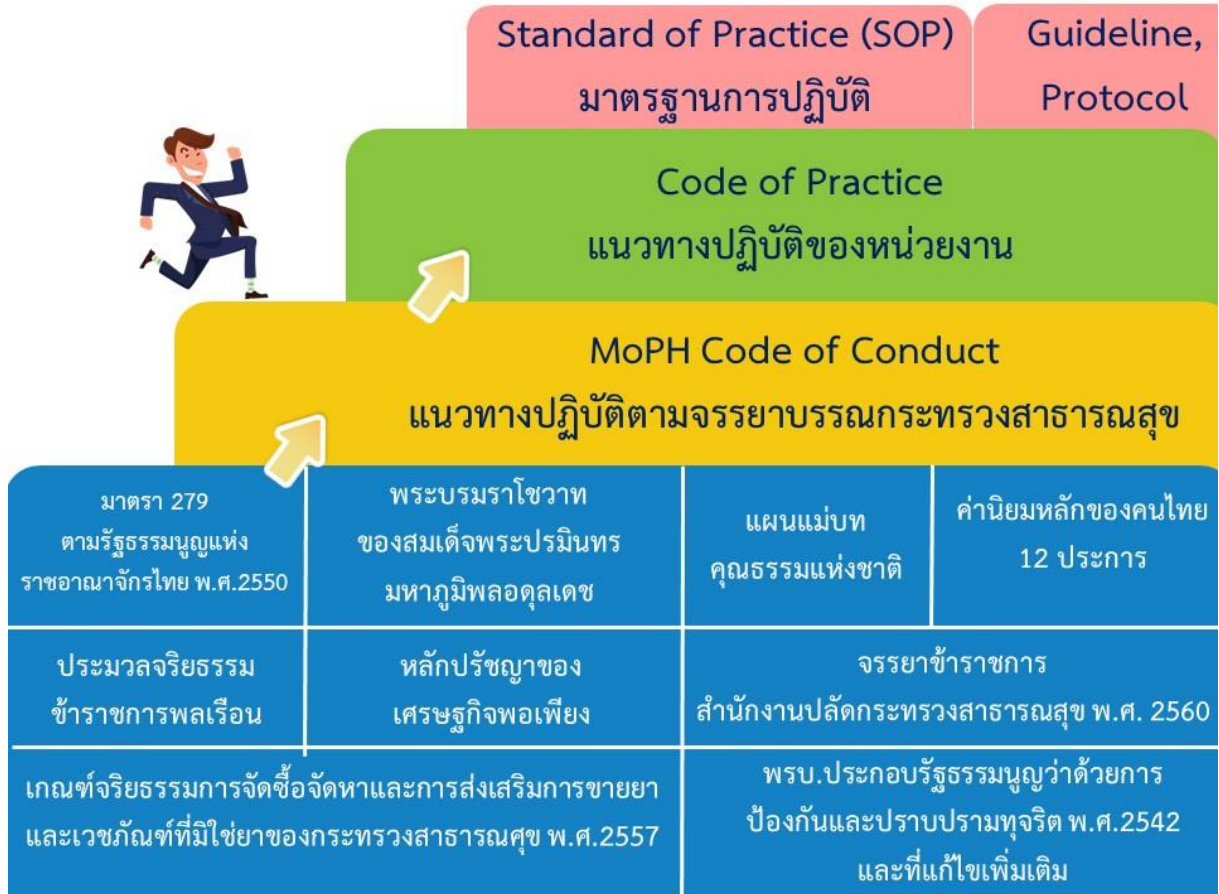 Standard of Practice (SOP)
มาตรฐานการปฏิบัติ
Guideline,
Protocol
Code of Practice
แนวทางปฏิบัติของหน่วยงาน
MoPH Code of Conduct
แนวทางปฏิบัติตามจรรยาบรรณกระทรวงสาธารณสุข
มาตรา 279
ตามรัฐธรรมนูญแห่ง
ราชอาณาจักรไทย พ.ศ.2550
พระบรมราโชวาท
ของสมเด็จพระปรมินทร
มหาภูมิพลอดุลเดช
แผนแม่บท
คุณธรรมแห่งชาติ
ค่านิยมหลักของคนไทย
12 ประการ
ประมวลจริยธรรม
ข้าราชการพลเรือน
หลักปรัชญาของ
เศรษฐกิจพอเพียง
จรรยาข้าราชการ
สำนักงานปลัดกระทรวงสาธารณสุข พ.ศ. 2560
เกณฑ์จริยธรรมการจัดซื้อจัดหาและการส่งเสริมการขายยา
และเวชภัณฑ์ที่มิใช่ยาของกระทรวงสาธารณศุข พ.ศ.2557
พรบ.ประกอบรัฐธรรมนูญว่าด้วยการ
ป้องกันและปราบปรามทุจริต พ.ศ.2542
และที่แก้ไขเพิ่มเติม